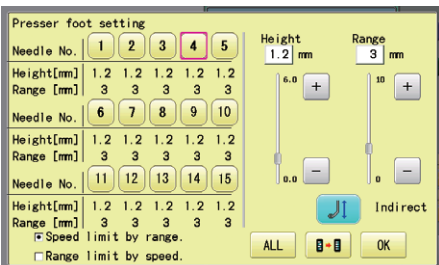 Presser foot setting
Needle No. 1 2 3 4 5
Height[mm] 1.2 1.2 1.2 1.2 1.2
Range [mm] 3 3 3 3 3
Needle No. 6 7 8 9 10
Height[mm] 1.2 1.2 1.2 1.2 1.2
Range [mm] 3 3 3 3 3
Needle No. 11 12 13 14 15
Height[mm] 1.2 1.2 1.2 1.2 1.2
Range [mm] 3 3 3 3 3
Speed limit by range.
Range limit by speed.
Height
1.2 mm
6.0
+
-
0.0
Range
3 mm
10
+
-
0
Indirect
ALL
OK